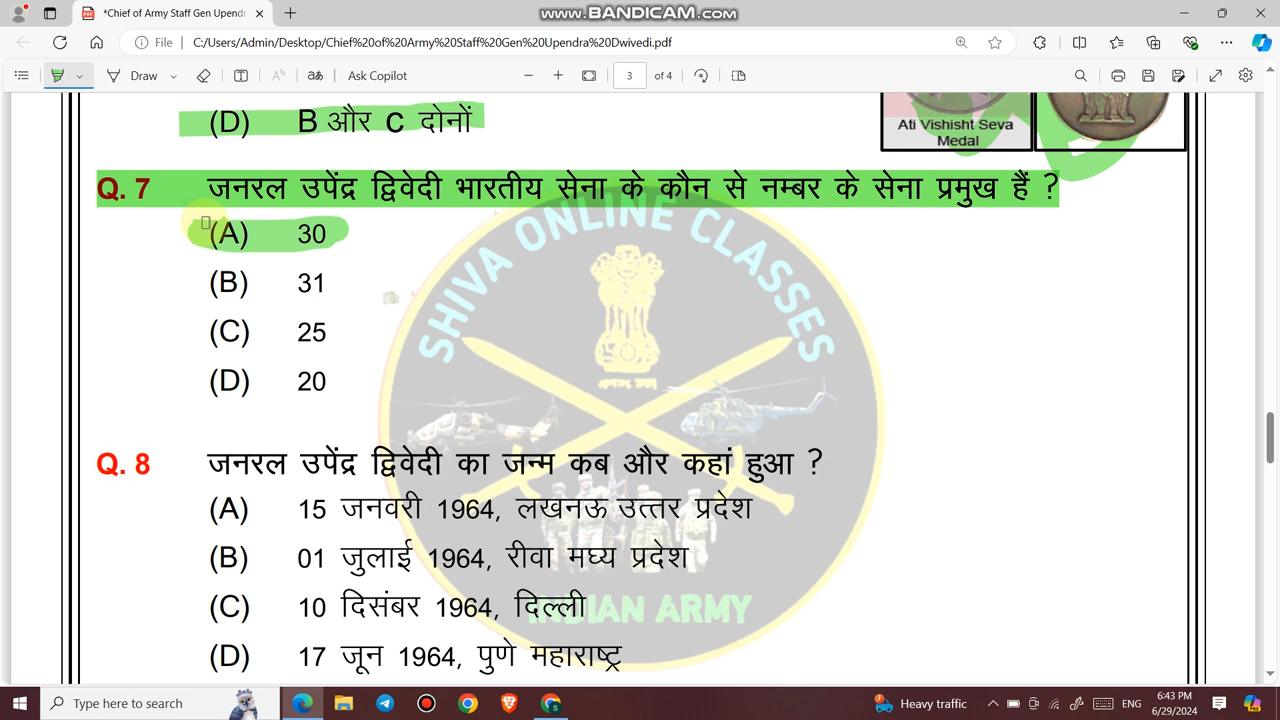 www.BANDICAM.com
*Chief of Army Staff Gen Upendr
File C:/Users/Admin/Desktop/Chief%20of%20Army%20Staff%20Gen%20Upendra%20Dwivedi.pdf
Draw Ask Copilot 3 of 4
(D) B और C दोनों
Ati Vishisht Seva
Medal
Q. 7 जनरल उपेंद्र द्विवेदी भारतीय सेना के कौन से नम्बर के सेना प्रमुख हैं ?
(A) 30
(B) 31
(C) 25
(D) 20
SHIVA ONLINE CLASSES
Q. 8 जनरल उपेंद्र द्विवेदी का जन्म कब और कहां हुआ ?
(A) 15 जनवरी 1964, लखनऊ उत्तर प्रदेश
(B) 01 जुलाई 1964, रीवा मघ्य प्रदेश
(C) 10 दिसंबर 1964, दिल्ली
INDIAN ARMY
(D) 17 जून 1964, पुणे महाराष्ट्र
Type here to search
Heavy traffic
ENG
6:43 PM
6/29/2024